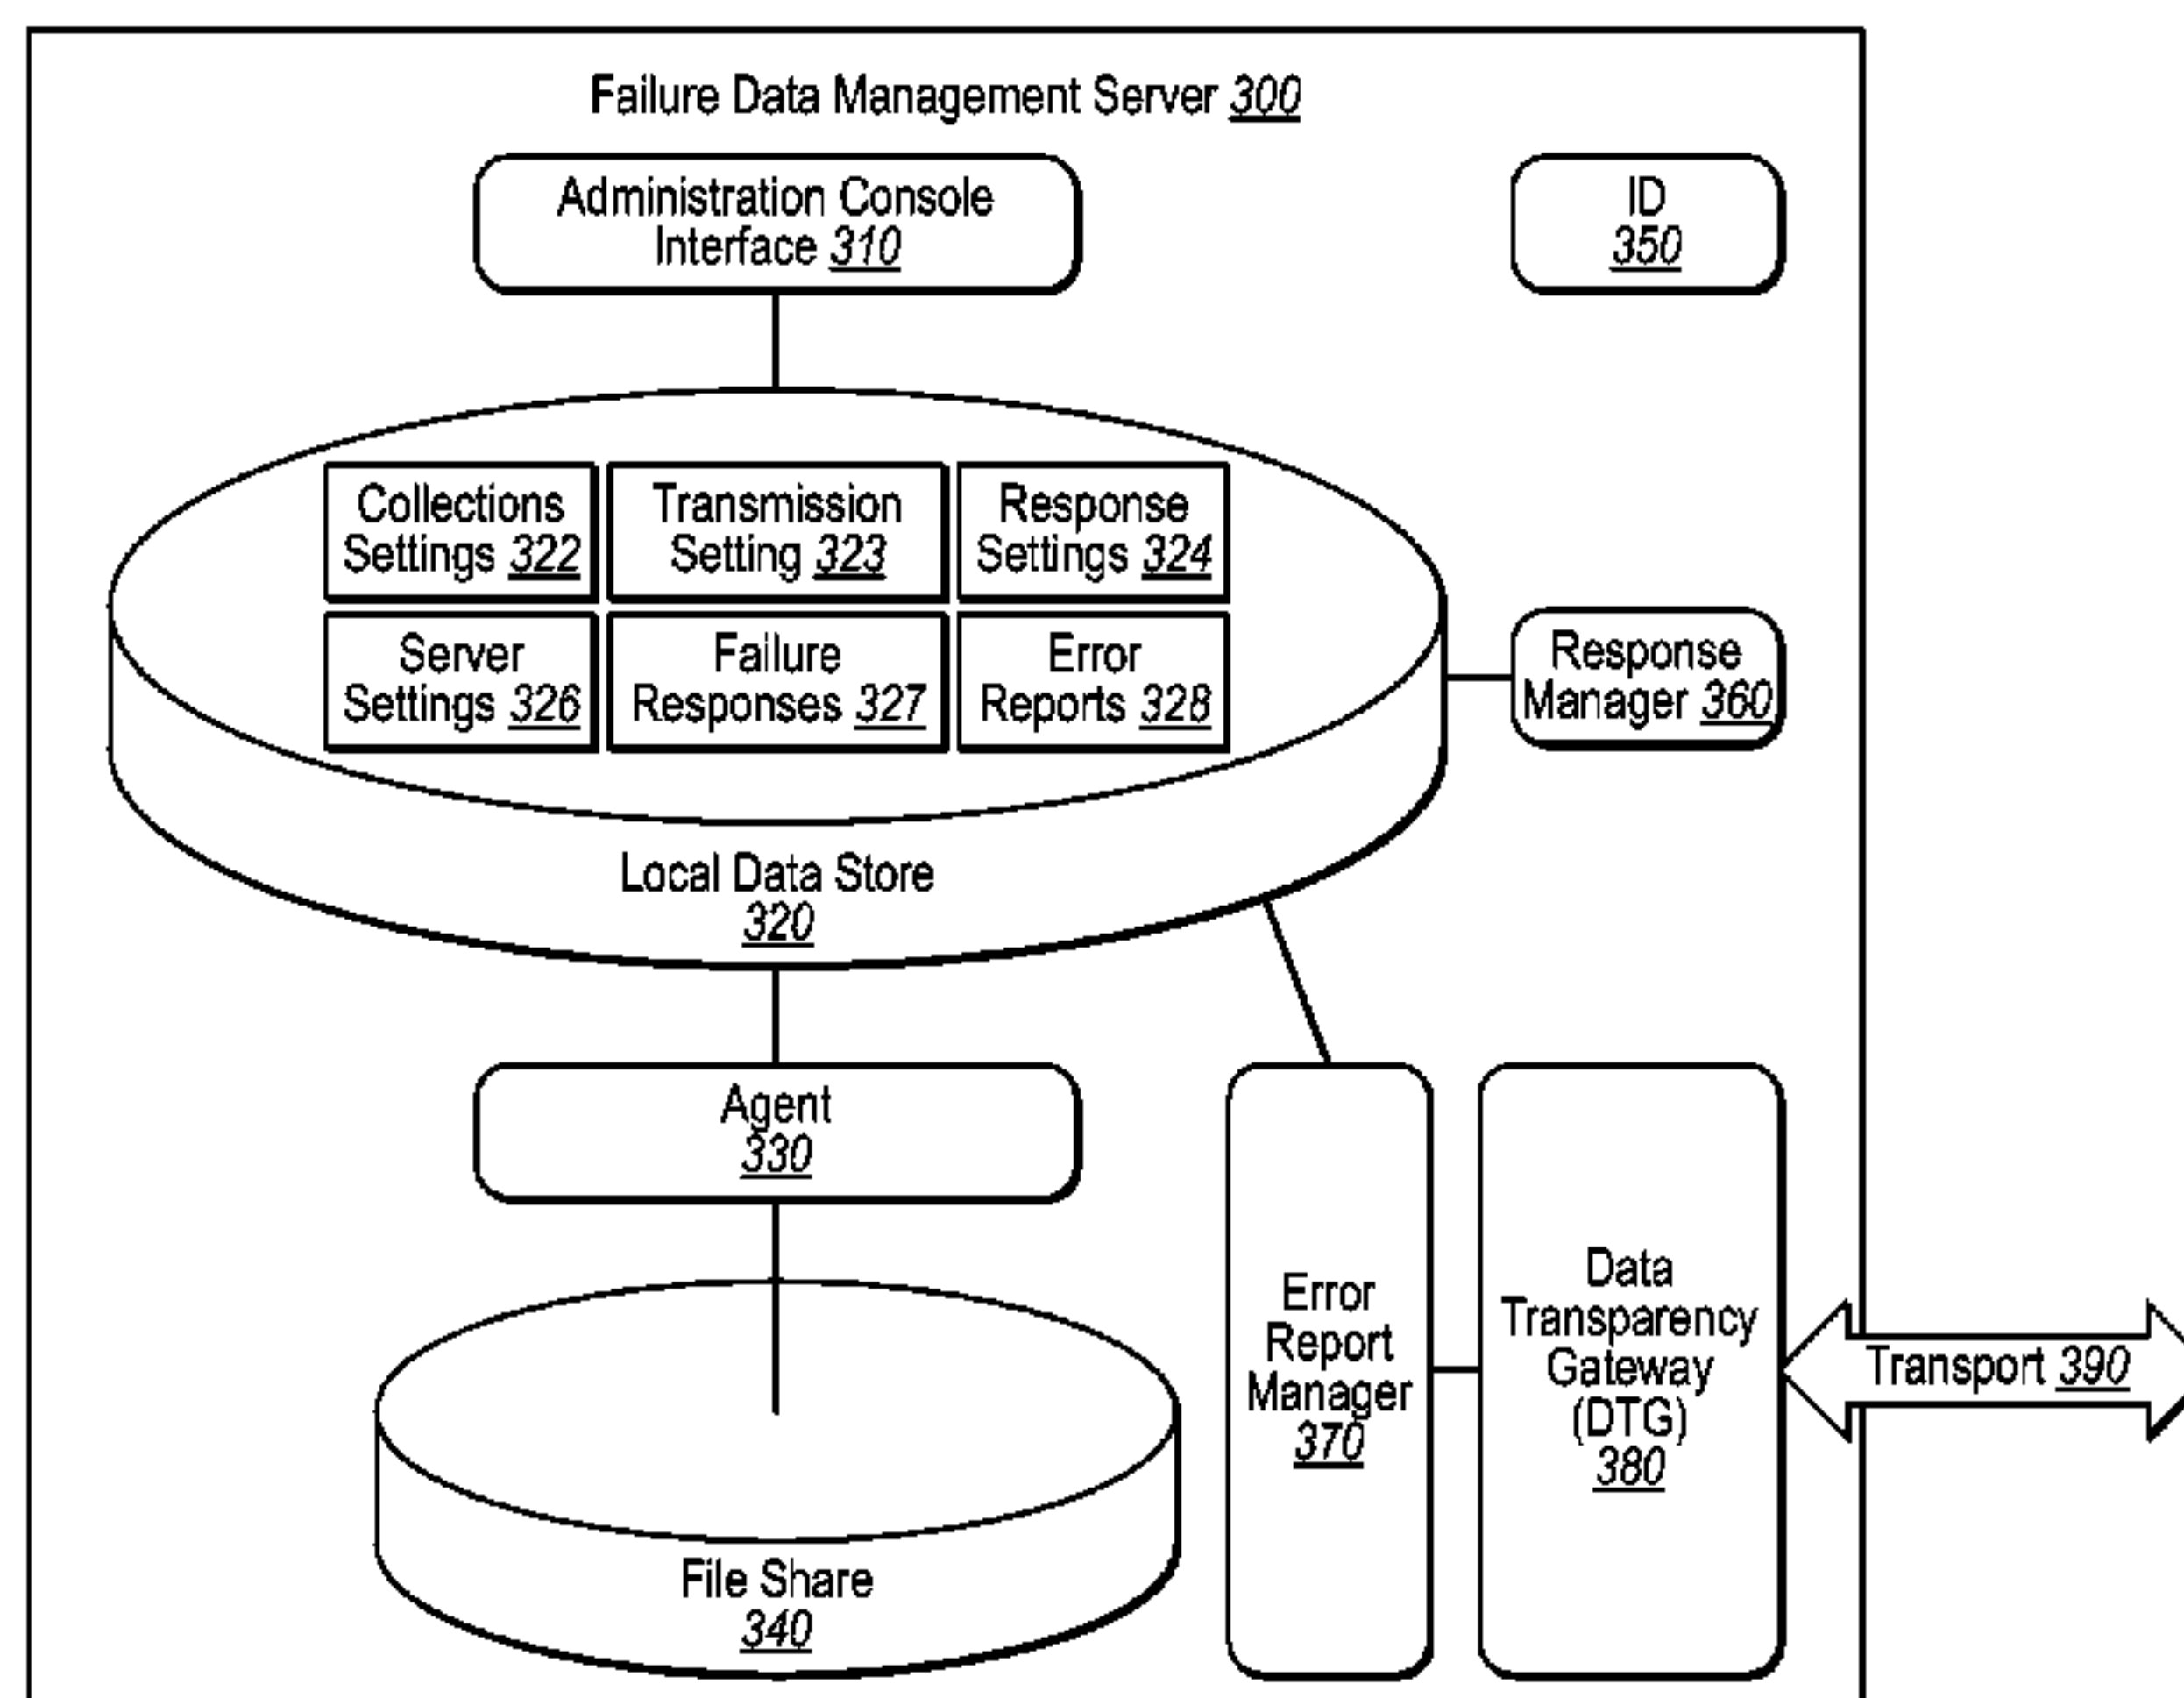 Failure Data Management Server 300
Administration Console
Interface 310
ID
350
Collections
Settings 322
Transmission
Setting 323
Response
Settings 324
Server
Settings 326
Failure
Responses 327
Error
Reports 328
Response
Manager 360
Local Data Store
320
Agent
330
Error
Report
Manager
370
Data
Transparency
Gateway
(DTG)
380
Transport 390
File Share
340